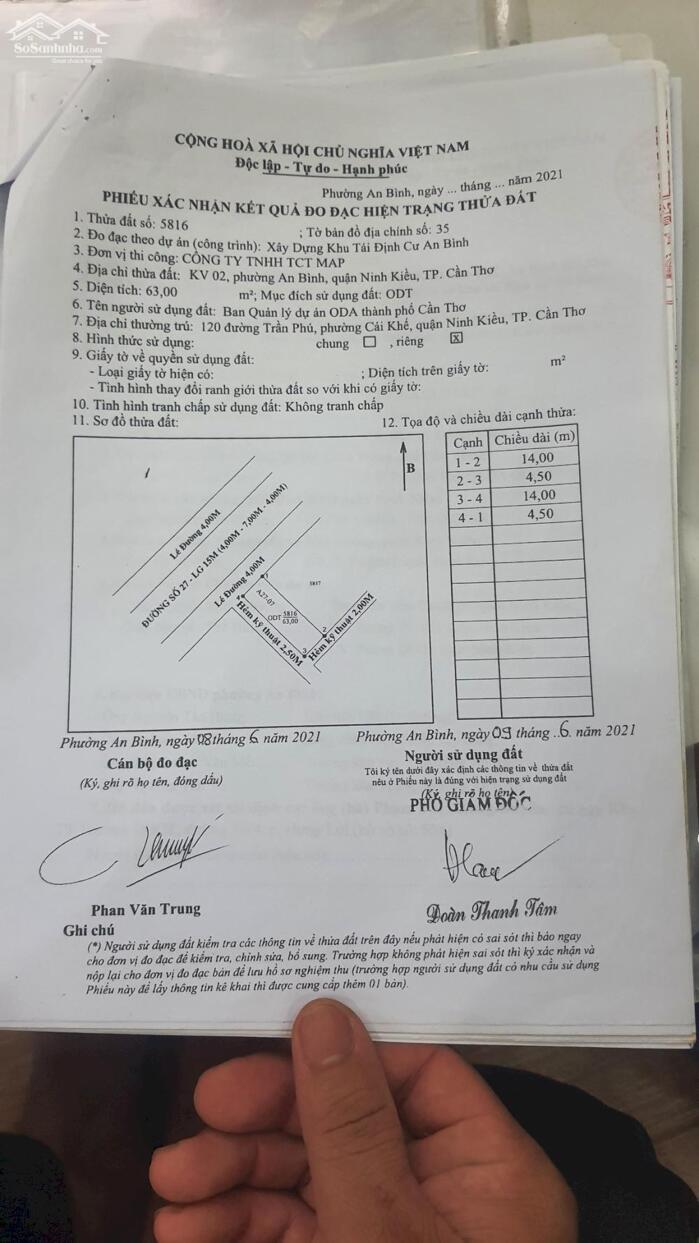 SoSanhnha.com
Great choice for you
CỘNG HOÀ XÃ HỘI CHỦ NGHĨA VIỆT NAM
Độc lập - Tự do - Hạnh phúc
Phường An Bình, ngày ... tháng ... năm 2021
PHIẾU XÁC NHẬN KẾT QUẢ ĐO ĐẠC HIỆN TRẠNG THỬA ĐẤT
1. Thửa đất số: 5816 ; Tờ bản đồ địa chính số: 35
2. Đo đạc theo dự án (công trình): Xây Dựng Khu Tái Định Cư An Bình
3. Đơn vị thi công: CÔNG TY TNHH TCT MAP
4. Địa chỉ thửa đất: KV 02, phường An Bình, quận Ninh Kiều, TP. Cần Thơ
5. Diện tích: 63,00 m²; Mục đích sử dụng đất: ODT
6. Tên người sử dụng đất: Ban Quản lý dự án ODA thành phố Cần Thơ
7. Địa chỉ thường trú: 120 đường Trần Phú, phường Cái Khế, quận Ninh Kiều, TP. Cần Thơ
8. Hình thức sử dụng: chung ☐ , riêng ☒
9. Giấy tờ về quyền sử dụng đất:
- Loại giấy tờ hiện có: ; Diện tích trên giấy tờ: m²
- Tình hình thay đổi ranh giới thửa đất so với khi có giấy tờ:
10. Tình hình tranh chấp sử dụng đất: Không tranh chấp
11. Sơ đồ thửa đất: 12. Tọa độ và chiều dài cạnh thửa:
B
Lề Đường 4,00M
ĐƯỜNG SỐ 27 - LG 15M (4,00M - 7,00M - 4,00M)
Lề Đường 4,00M
1
5817
A27-07
4
ODT 5816
63,00
2
3
Hẻm kỹ thuật 2,50M
Hẻm kỹ thuật 2,00M
Cạnh Chiều dài (m)
1 - 2 14,00
2 - 3 4,50
3 - 4 14,00
4 - 1 4,50
Phường An Bình, ngày 08 tháng 6 năm 2021
Cán bộ đo đạc
(Ký, ghi rõ họ tên, đóng dấu)
Phan Văn Trung
Phường An Bình, ngày 09 tháng ..6. năm 2021
Người sử dụng đất
Tôi ký tên dưới đây xác định các thông tin về thửa đất
nêu ở Phiếu này là đúng với hiện trạng sử dụng đất
(Ký, ghi rõ họ tên)
PHÓ GIÁM ĐỐC
Đoàn Thanh Tâm
Ghi chú
(*) Người sử dụng đất kiểm tra các thông tin về thửa đất trên đây nếu phát hiện có sai sót thì báo ngay
cho đơn vị đo đạc để kiểm tra, chỉnh sửa, bổ sung. Trường hợp không phát hiện sai sót thì ký xác nhận và
nộp lại cho đơn vị đo đạc bản để lưu hồ sơ nghiệm thu (trường hợp người sử dụng đất có nhu cầu sử dụng
Phiếu này để lấy thông tin kê khai thì được cung cấp thêm 01 bản).